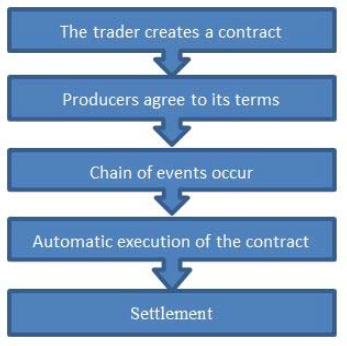 The trader creates a contract
Producers agree to its terms
Chain of events occur
Automatic execution of the contract
Settlement